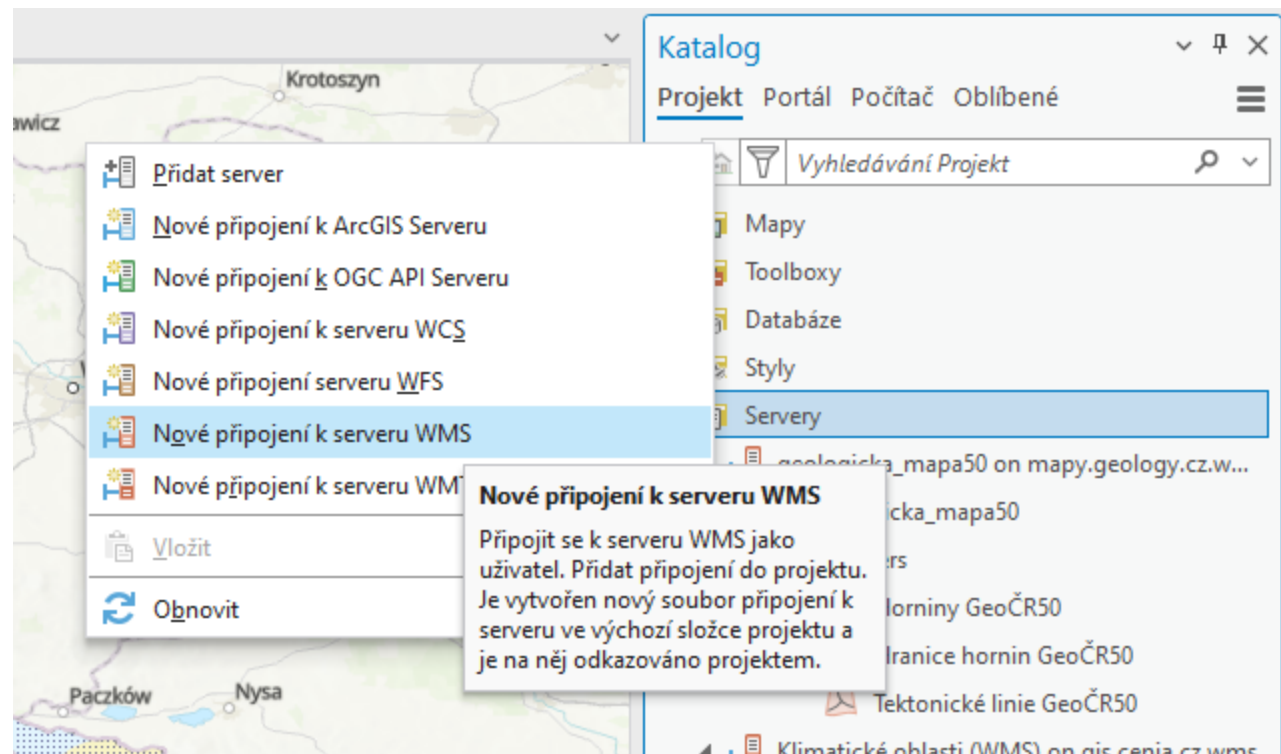 Krotoszyn
awicz
Přidat server
Nové připojení k ArcGIS Serveru
Nové připojení k OGC API Serveru
Nové připojení k serveru WCS
Nové připojení serveru WFS
Nové připojení k serveru WMS
Nové připojení k serveru WMT
Vložit
Obnovit
Nové připojení k serveru WMS
Připojit se k serveru WMS jako
uživatel. Přidat připojení do projektu.
Je vytvořen nový soubor připojení k
serveru ve výchozí složce projektu a
je na něj odkazováno projektem.
Paczków
Nysa
Katalog
Projekt Portál Počítač Oblíbené
Vyhledávání Projekt
Mapy
Toolboxy
Databáze
Styly
Servery
geologicka_mapa50 on mapy.geology.cz.w...
icka_mapa50
rs
Horniny GeoČR50
Hranice hornin GeoČR50
Tektonické linie GeoČR50
Klimatické oblasti (WMS) on gis.cenia.cz.wms